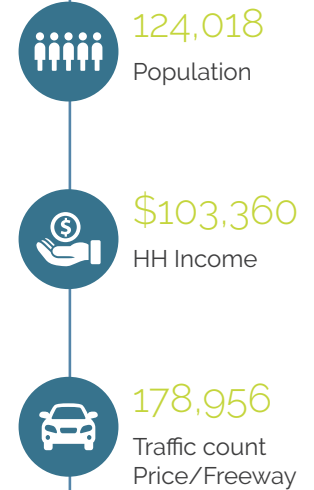 124,018
Population
$
$103,360
HH Income
178,956
Traffic count
Price/Freeway